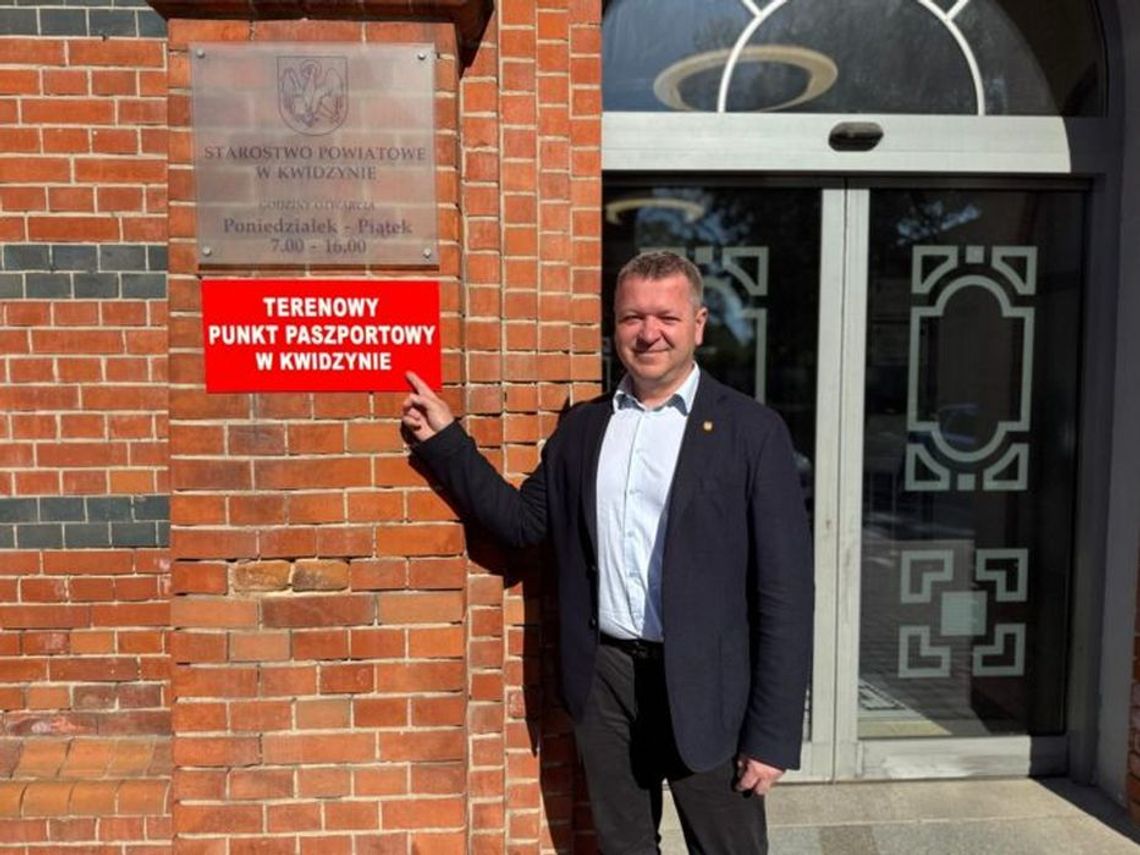 STAROSTWO POWIATOWE
W KWIDZYNIE
GODZINY OTWARCIA
Poniedziałek - Piątek
7.00 - 16.00
TERENOWY
PUNKT PASZPORTOWY
W KWIDZYNIE